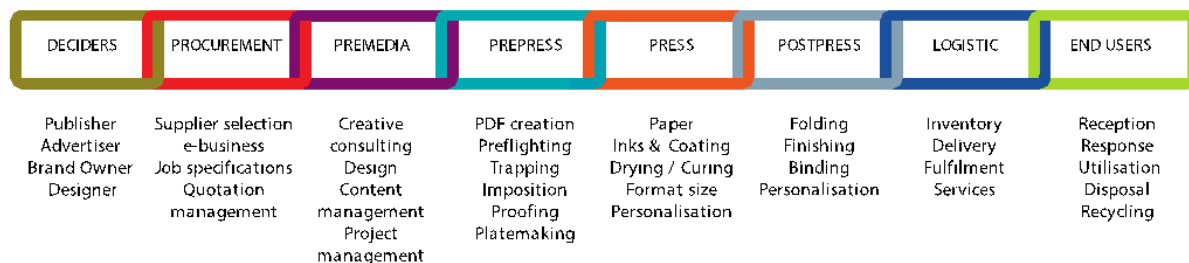 DECIDERS
PROCUREMENT
PREMEDIA
PREPRESS
PRESS
POSTPRESS
LOGISTIC
END USERS
Publisher
Advertiser
Brand Owner
Designer
Supplier selection
e-business
Job specifications
Quotation
management
Creative
consulting
Design
Content
management
Project
management
PDF creation
Preflighting
Trapping
Imposition
Proofing
Platemaking
Paper
Inks & Coating
Drying / Curing
Format size
Personalisation
Folding
Finishing
Binding
Personalisation
Inventory
Delivery
Fulfilment
Services
Reception
Response
Utilisation
Disposal
Recycling